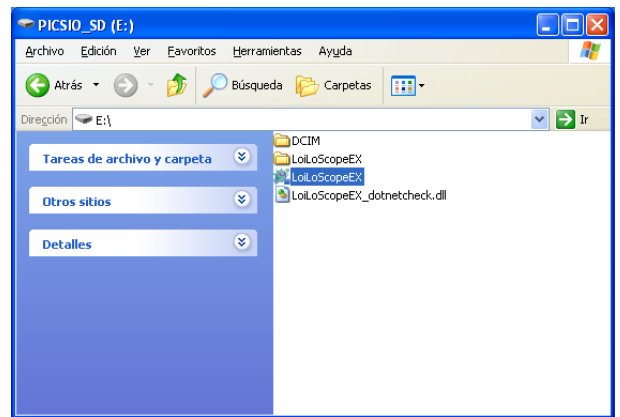 PICSIO_SD (E:)
Archivo Edición Ver Favoritos Herramientas Ayuda
Atrás Búsqueda Carpetas
Dirección E:\ Ir
DCIM
Tareas de archivo y carpeta
LoiLoScopeEX
LoiLoScopeEX
Otros sitios
LoiLoScopeEX_dotnetcheck.dll
Detalles